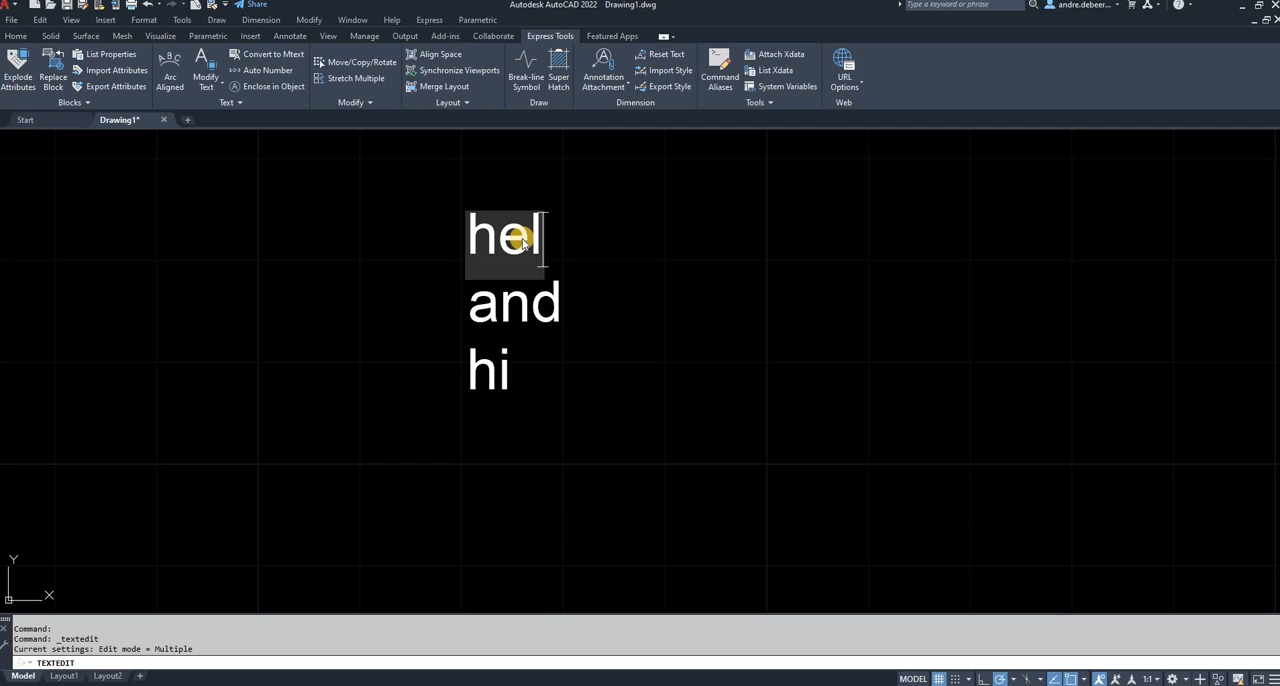 Share
Autodesk AutoCAD 2022 Drawing1.dwg
Type a keyword or phrase
andre.debeer...
File Edit View Insert Format Tools Draw Dimension Modify Window Help Express Parametric
Home Solid Surface Mesh Visualize Parametric Insert Annotate View Manage Output Add-ins Collaborate Express Tools Featured Apps
Explode Attributes
Replace Block
List Properties
Import Attributes
Export Attributes
Blocks
Arc Aligned
Modify Text
Convert to Mtext
Auto Number
Enclose in Object
Text
Move/Copy/Rotate
Stretch Multiple
Modify
Align Space
Synchronize Viewports
Merge Layout
Layout
Break-line Symbol
Super Hatch
Draw
Annotation Attachment
Reset Text
Import Style
Export Style
Dimension
Command Aliases
Attach Xdata
List Xdata
System Variables
Tools
URL Options
Web
Start Drawing1*
hel
and
hi
Y
X
Command:
Command: _textedit
Current settings: Edit mode = Multiple
TEXTEDIT
Model Layout1 Layout2
MODEL
1:1